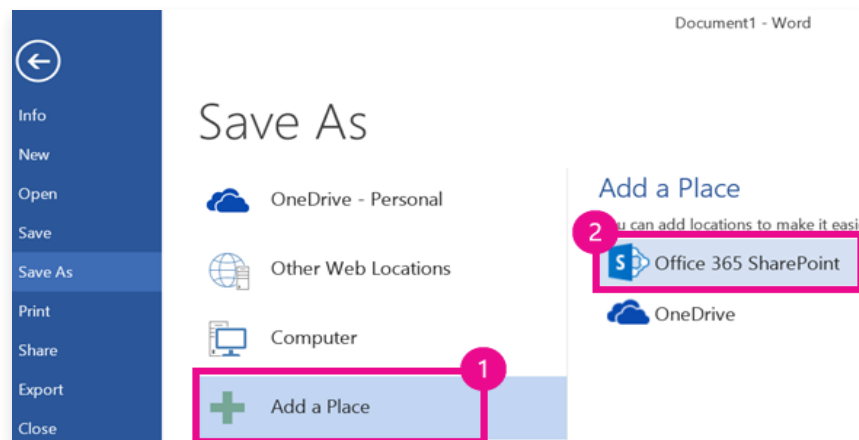 Document1 - Word
Info
New
Open
Save
Save As
Print
Share
Export
Close
Save As
OneDrive - Personal
Other Web Locations
Computer
1
Add a Place
Add a Place
can add locations to make it easi
2
S
Office 365 SharePoint
OneDrive